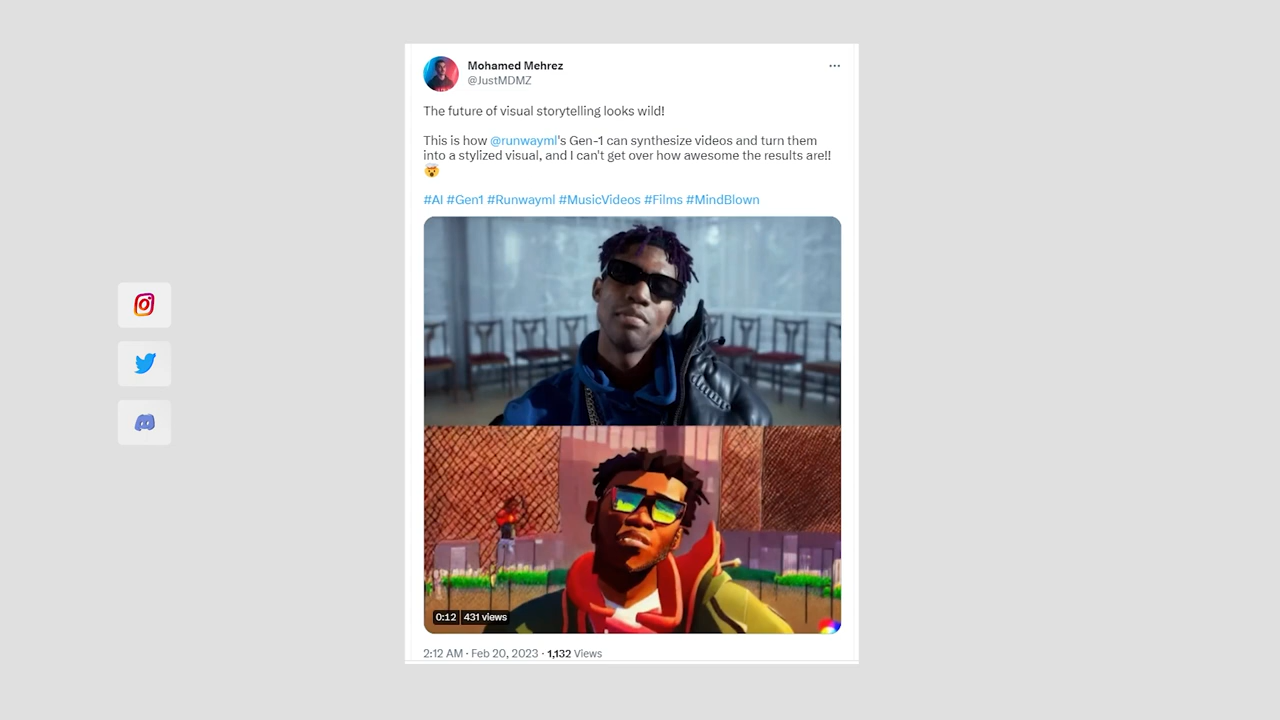 Mohamed Mehrez
@JustMDMZ
The future of visual storytelling looks wild!
This is how @runwayml's Gen-1 can synthesize videos and turn them
into a stylized visual, and I can't get over how awesome the results are!!
🤯
#AI #Gen1 #Runwayml #MusicVideos #Films #MindBlown
0:12 431 views
2:12 AM · Feb 20, 2023 · 1,132 Views